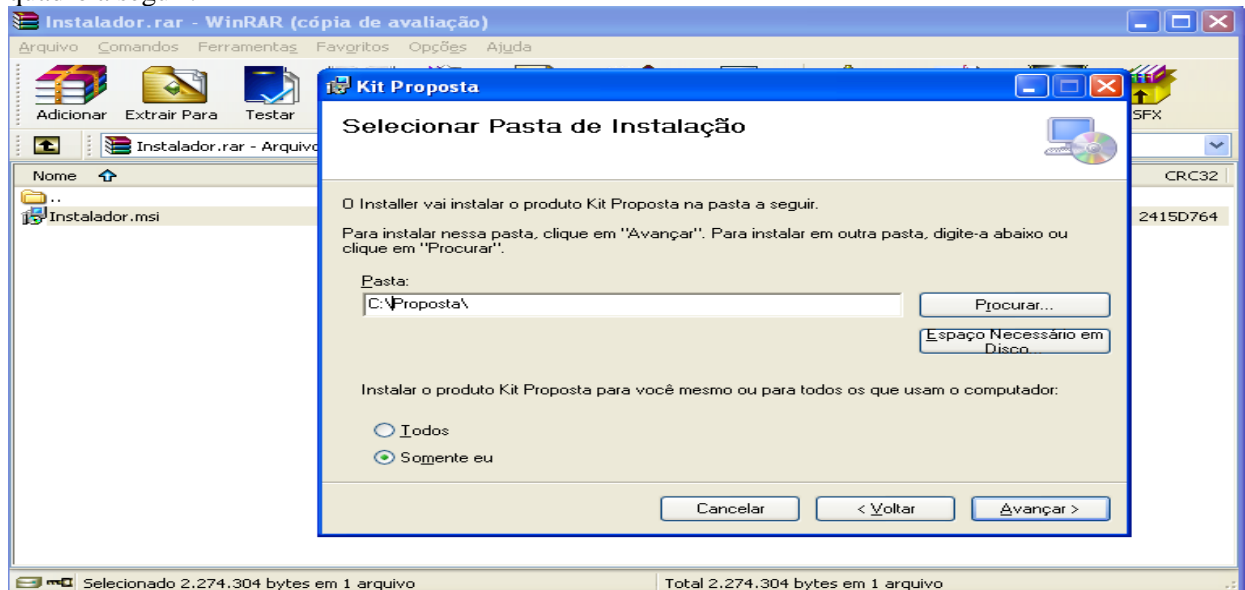 Instalador.rar - WinRAR (cópia de avaliação)
Arquivo Comandos Ferramentas Favoritos Opções Ajuda
Kit Proposta
Adicionar Extrair Para Testar SFX
Selecionar Pasta de Instalação
Instalador.rar - Arquivo
Nome CRC32
..
Instalador.msi 2415D764
O Installer vai instalar o produto Kit Proposta na pasta a seguir.
Para instalar nessa pasta, clique em "Avançar". Para instalar em outra pasta, digite-a abaixo ou
clique em "Procurar".
Pasta:
C:\Proposta\ Procurar...
Espaço Necessário em
Disco...
Instalar o produto Kit Proposta para você mesmo ou para todos os que usam o computador:
Todos
Somente eu
Cancelar < Voltar Avançar >
Selecionado 2.274.304 bytes em 1 arquivo Total 2.274.304 bytes em 1 arquivo